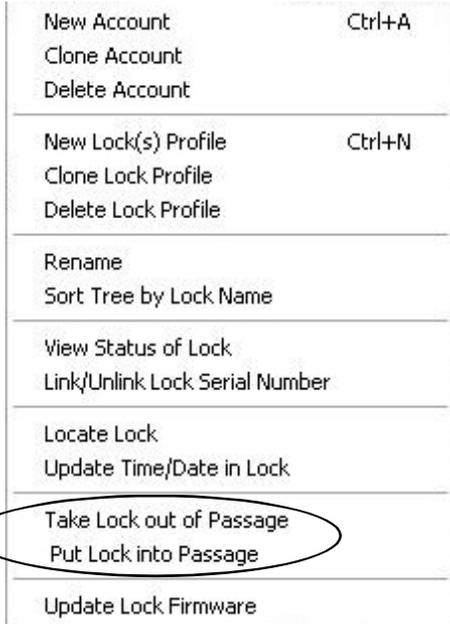 New Account Ctrl+A
Clone Account
Delete Account
New Lock(s) Profile Ctrl+N
Clone Lock Profile
Delete Lock Profile
Rename
Sort Tree by Lock Name
View Status of Lock
Link/Unlink Lock Serial Number
Locate Lock
Update Time/Date in Lock
Take Lock out of Passage
Put Lock into Passage
Update Lock Firmware